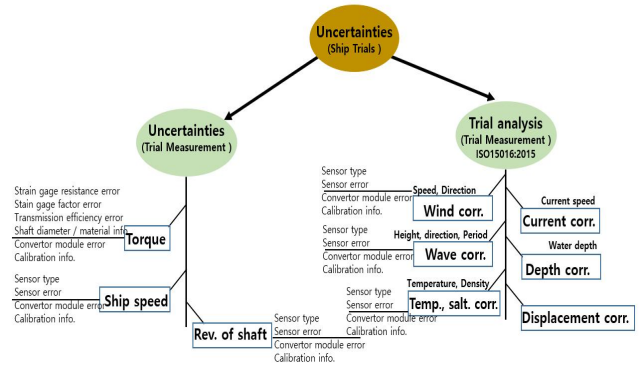 Uncertainties
(Ship Trials )
Uncertainties
(Trial Measurement )
Trial analysis
(Trial Measurement )
ISO15016:2015
Strain gage resistance error
Stain gage factor error
Transmission efficiency error
Shaft diameter / material info.
Convertor module error
Calibration info.
Torque
Sensor type
Sensor error
Convertor module error
Calibration info.
Ship speed
Rev. of shaft
Sensor type
Sensor error
Convertor module error
Calibration info.
Sensor type
Sensor error
Convertor module error
Calibration info.
Speed, Direction
Wind corr.
Current speed
Current corr.
Sensor type
Sensor error
Convertor module error
Calibration info.
Height, direction, Period
Wave corr.
Water depth
Depth corr.
Sensor type
Sensor error
Convertor module error
Calibration info.
Temperature, Density
Temp., salt. corr.
Displacement corr.